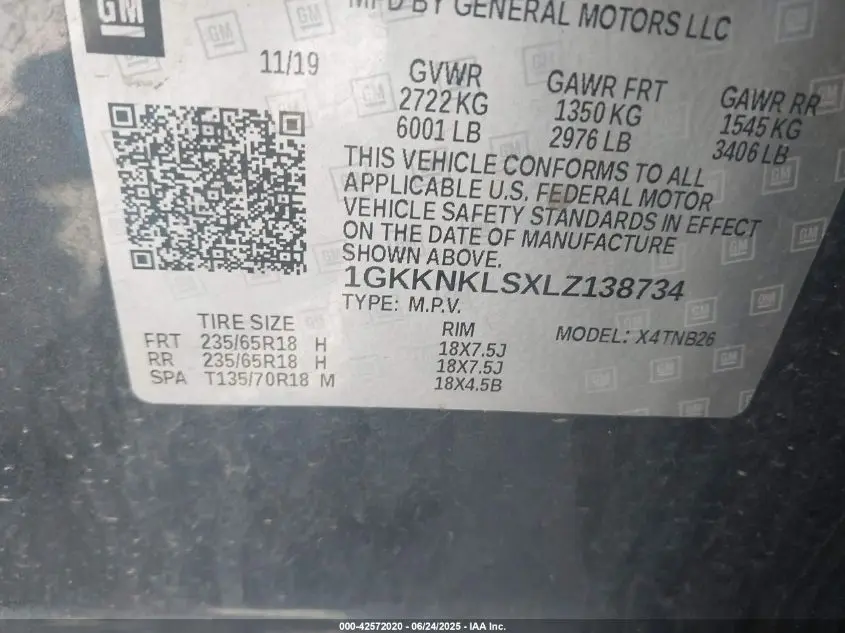 GM
MFD BY GENERAL MOTORS LLC
11/19
GVWR
2722 KG
6001 LB
GAWR FRT
1350 KG
2976 LB
GAWR RR
1545 KG
3406 LB
THIS VEHICLE CONFORMS TO ALL
APPLICABLE U.S. FEDERAL MOTOR
VEHICLE SAFETY STANDARDS IN EFFECT
ON THE DATE OF MANUFACTURE
SHOWN ABOVE.
1GKKNKLSXLZ138734
TYPE: M.P.V.
TIRE SIZE
FRT 235/65R18 H
RR 235/65R18 H
SPA T135/70R18 M
RIM
18X7.5J
18X7.5J
18X4.5B
MODEL: X4TNB26
000-42572020 - 06/24/2025 - IAA Inc.